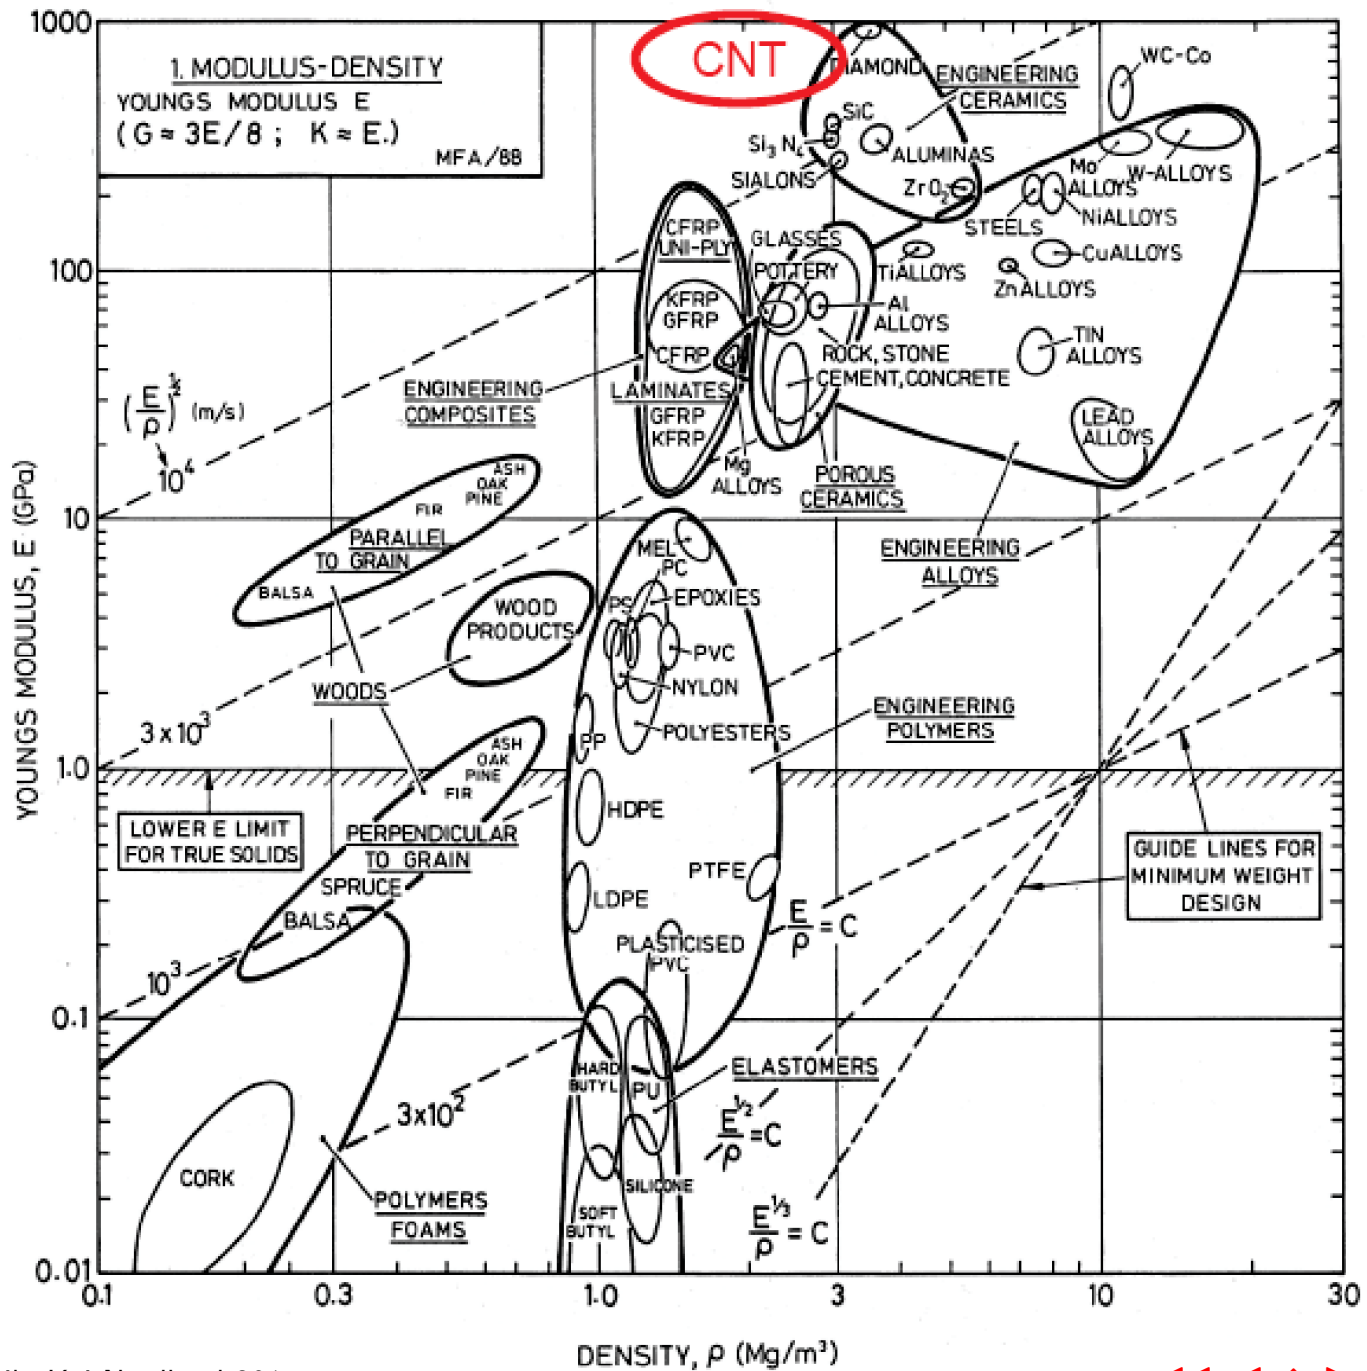 1000
1. MODULUS-DENSITY
YOUNGS MODULUS E
(G≈3E/8 ; K≈E.)
MFA/88
CNT
DIAMOND
ENGINEERING
CERAMICS
WC-Co
SiC
Si3 N4
ALUMINAS
SIALONS
ZrO2
Mo
ALLOYS
W-ALLOYS
STEELS
NiALLOYS
CFRP
UNI-PLY
GLASSES
POTTERY
TiALLOYS
CuALLOYS
ZnALLOYS
100
KFRP
GFRP
Al
ALLOYS
TIN
ALLOYS
CFRP
ROCK, STONE
CEMENT, CONCRETE
ENGINEERING
COMPOSITES
LAMINATES
GFRP
KFRP
LEAD
ALLOYS
(E/ρ)^½ (m/s)
10⁴
Mg
ALLOYS
POROUS
CERAMICS
ASH
OAK
PINE
FIR
PARALLEL
TO GRAIN
BALSA
10
MEL
PC
ENGINEERING
ALLOYS
PS
EPOXIES
WOOD
PRODUCTS
PVC
NYLON
WOODS
POLYESTERS
ENGINEERING
POLYMERS
3x10³
PP
ASH
OAK
PINE
FIR
1.0
LOWER E LIMIT
FOR TRUE SOLIDS
HDPE
PERPENDICULAR
TO GRAIN
SPRUCE
BALSA
PTFE
LDPE
GUIDE LINES FOR
MINIMUM WEIGHT
DESIGN
E/ρ = C
PLASTICISED
PVC
10³
0.1
HARD
BUTYL
PU
ELASTOMERS
3x10²
E^½/ρ = C
CORK
SILICONE
POLYMERS
FOAMS
SOFT
BUTYL
E^⅓/ρ = C
0.01
0.1
0.3
1.0
3
10
30
YOUNGS MODULUS, E (GPa)
DENSITY, ρ (Mg/m³)